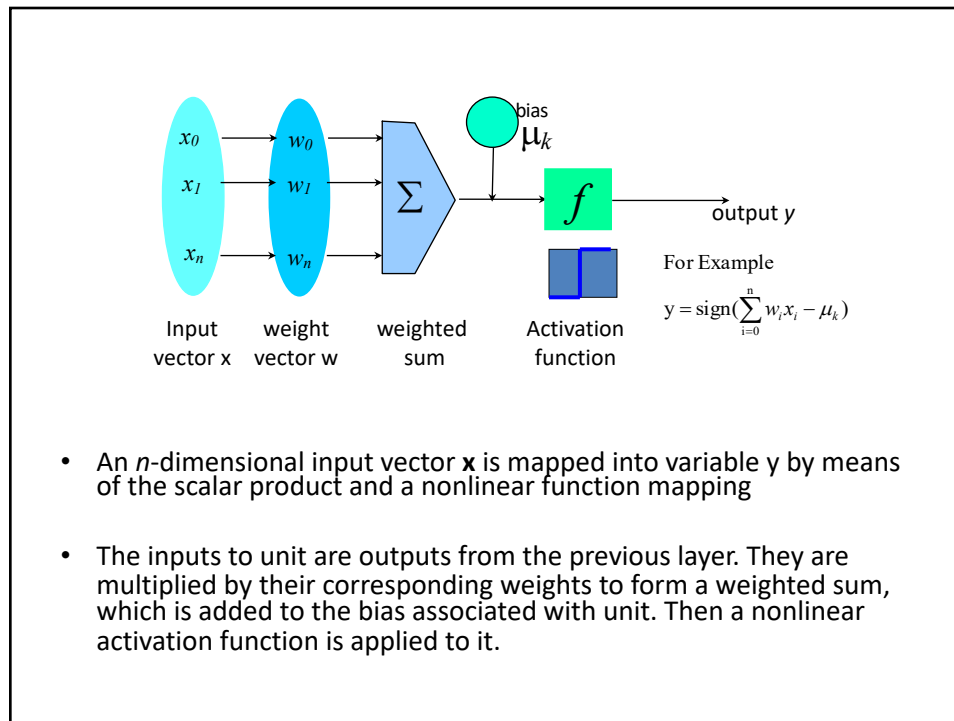 bias
μk
x0 w0
x1 w1
Σ
f
output y
xn wn
For Example
y = sign(∑ i=0 n wi xi − μk)
Input vector x
weight vector w
weighted sum
Activation function
• An n-dimensional input vector x is mapped into variable y by means
of the scalar product and a nonlinear function mapping
• The inputs to unit are outputs from the previous layer. They are
multiplied by their corresponding weights to form a weighted sum,
which is added to the bias associated with unit. Then a nonlinear
activation function is applied to it.